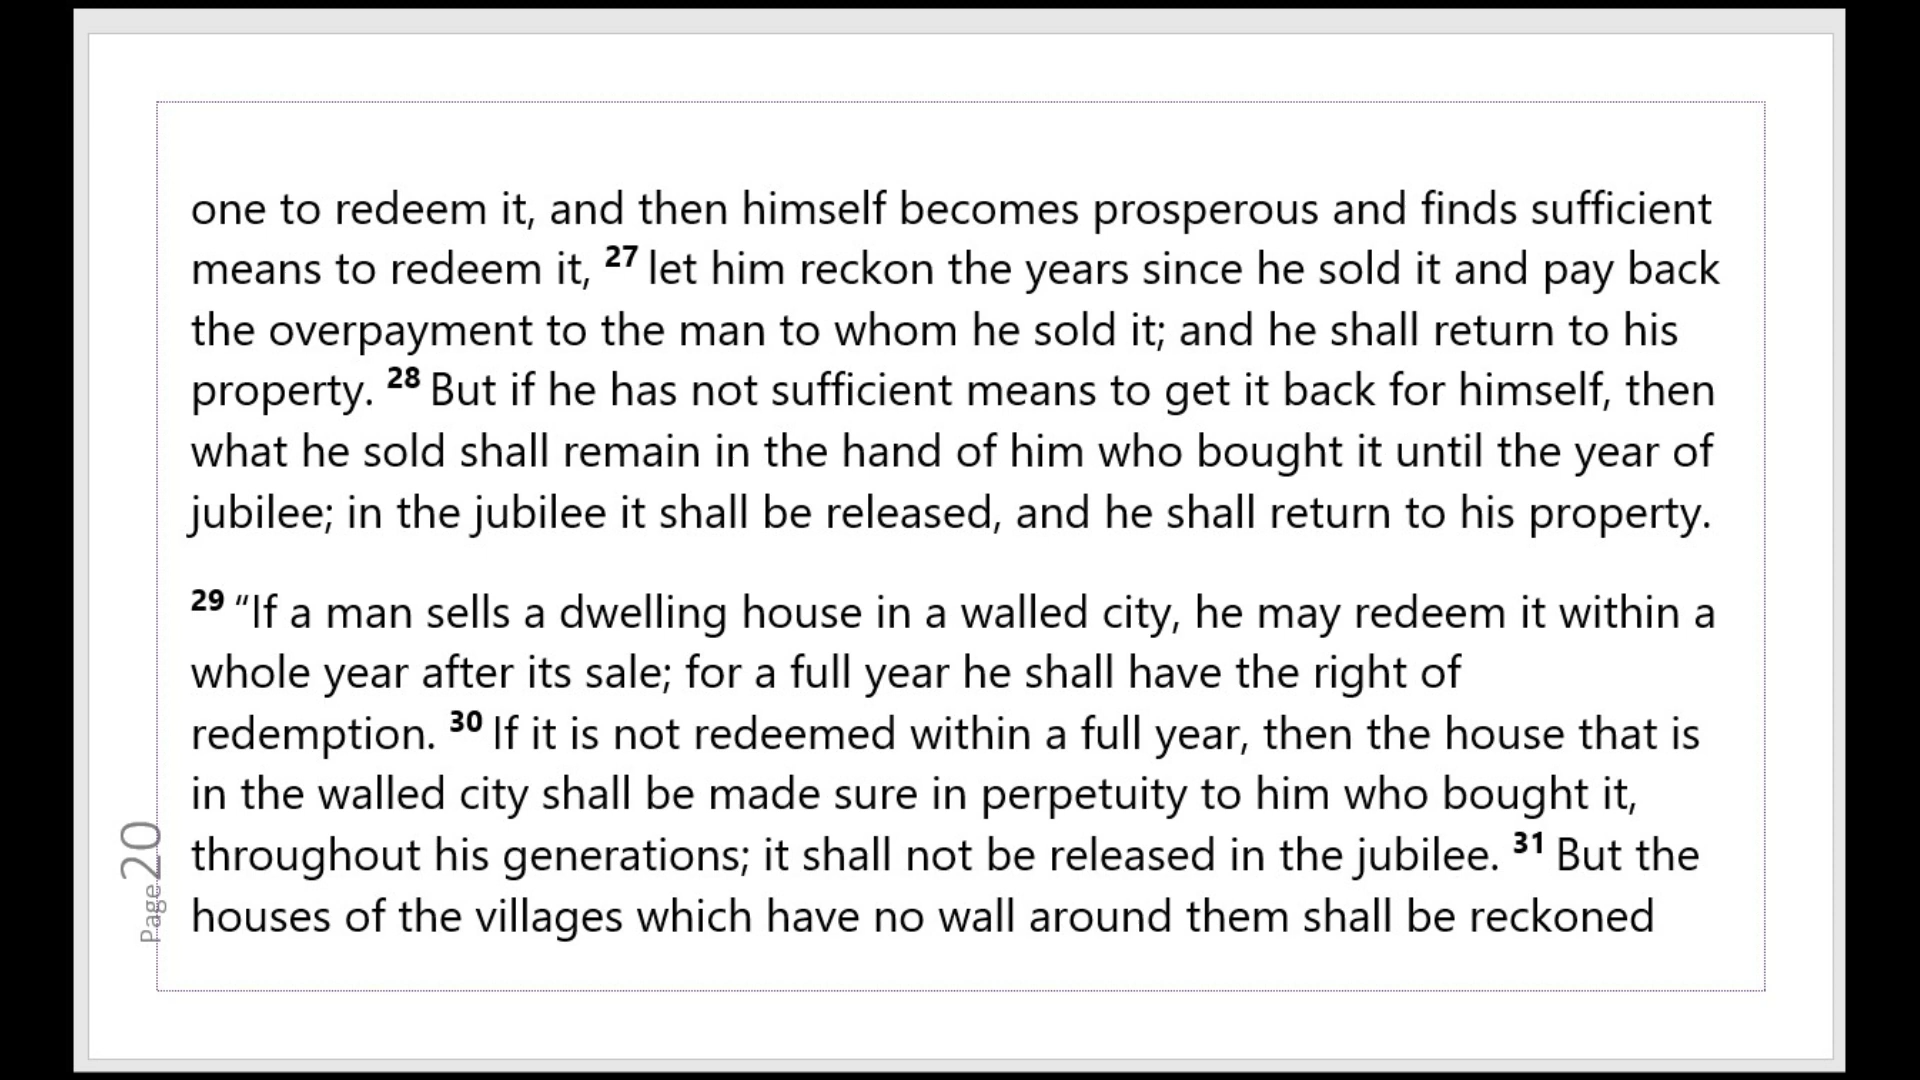 one to redeem it, and then himself becomes prosperous and finds sufficient
means to redeem it, 27 let him reckon the years since he sold it and pay back
the overpayment to the man to whom he sold it; and he shall return to his
property. 28 But if he has not sufficient means to get it back for himself, then
what he sold shall remain in the hand of him who bought it until the year of
jubilee; in the jubilee it shall be released, and he shall return to his property.
29 “If a man sells a dwelling house in a walled city, he may redeem it within a
whole year after its sale; for a full year he shall have the right of
redemption. 30 If it is not redeemed within a full year, then the house that is
in the walled city shall be made sure in perpetuity to him who bought it,
throughout his generations; it shall not be released in the jubilee. 31 But the
houses of the villages which have no wall around them shall be reckoned
Page 20